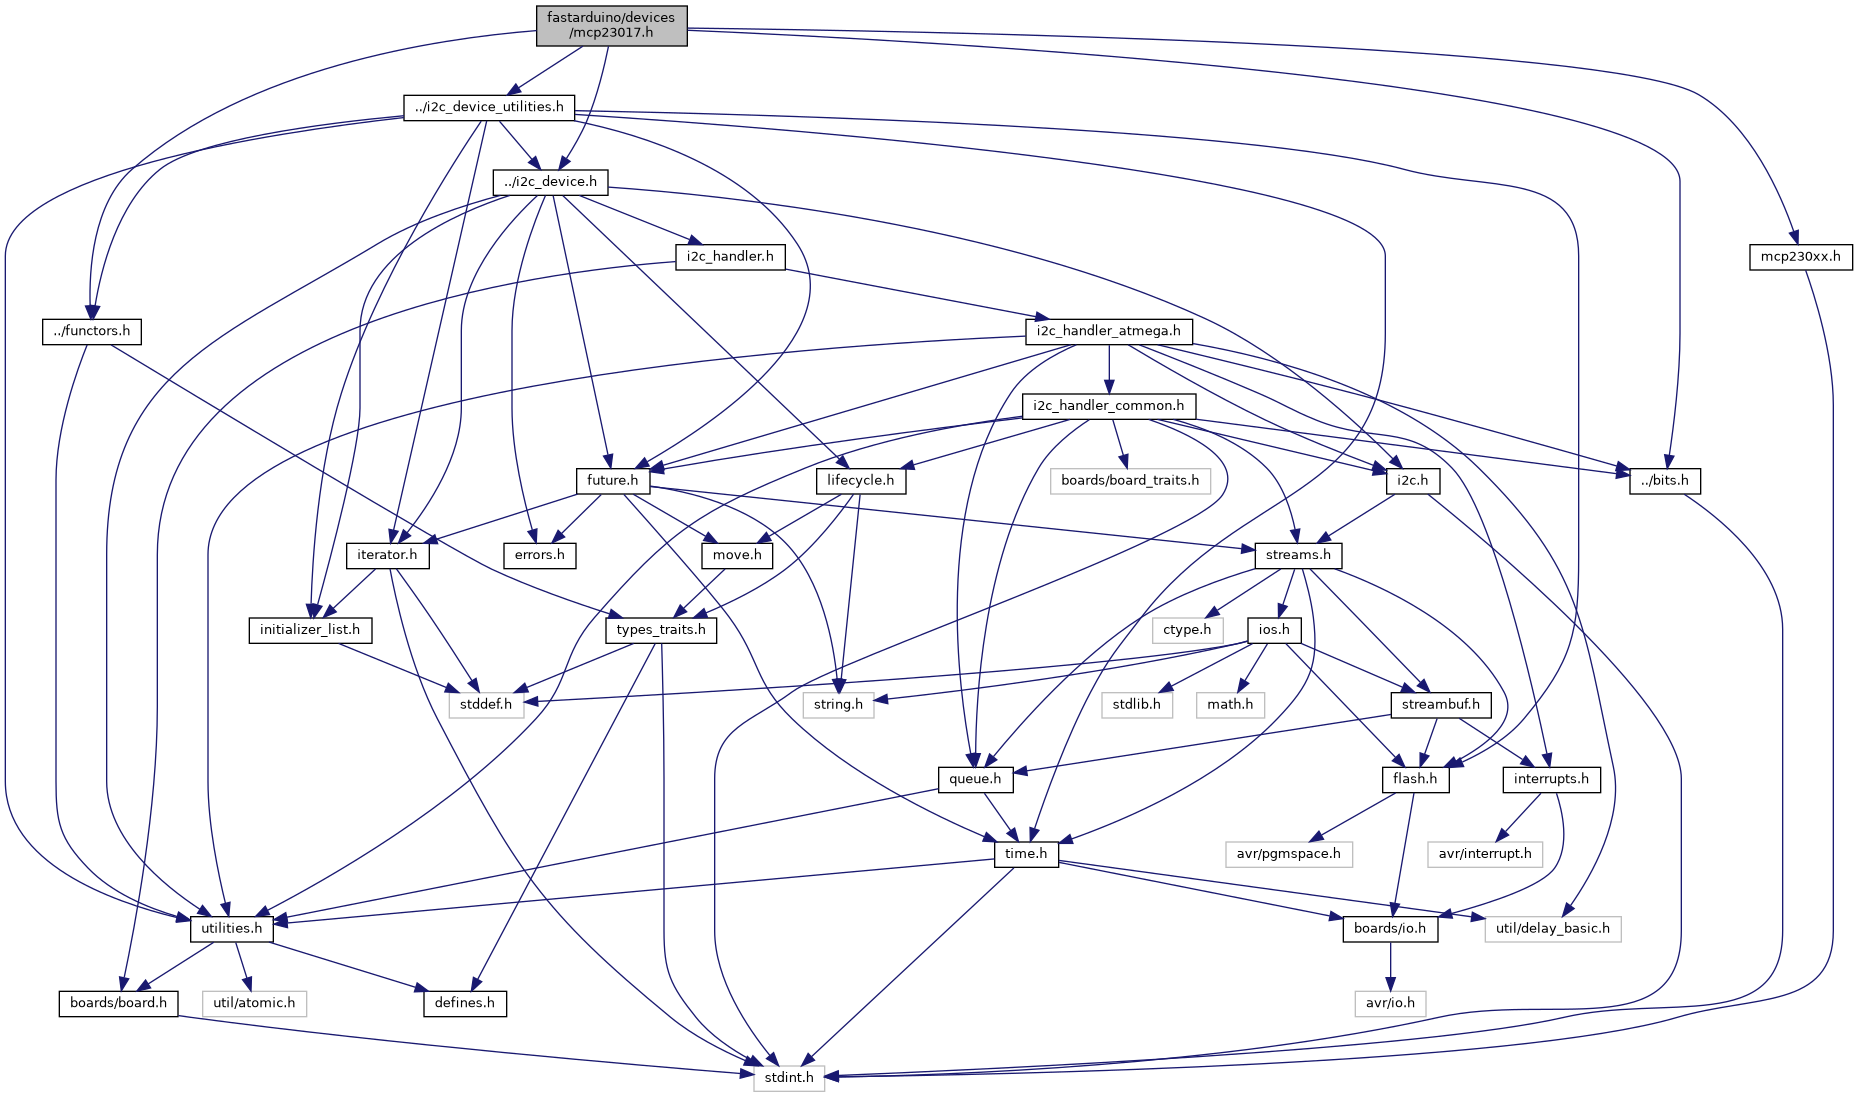 fastarduino/devices
/mcp23017.h
../i2c_device_utilities.h
../i2c_device.h
i2c_handler.h
mcp230xx.h
../functors.h
i2c_handler_atmega.h
i2c_handler_common.h
future.h
lifecycle.h
boards/board_traits.h
i2c.h
../bits.h
iterator.h
errors.h
move.h
streams.h
initializer_list.h
types_traits.h
ctype.h
ios.h
stddef.h
string.h
stdlib.h
math.h
streambuf.h
queue.h
flash.h
interrupts.h
time.h
avr/pgmspace.h
avr/interrupt.h
utilities.h
boards/io.h
util/delay_basic.h
boards/board.h
util/atomic.h
defines.h
avr/io.h
stdint.h